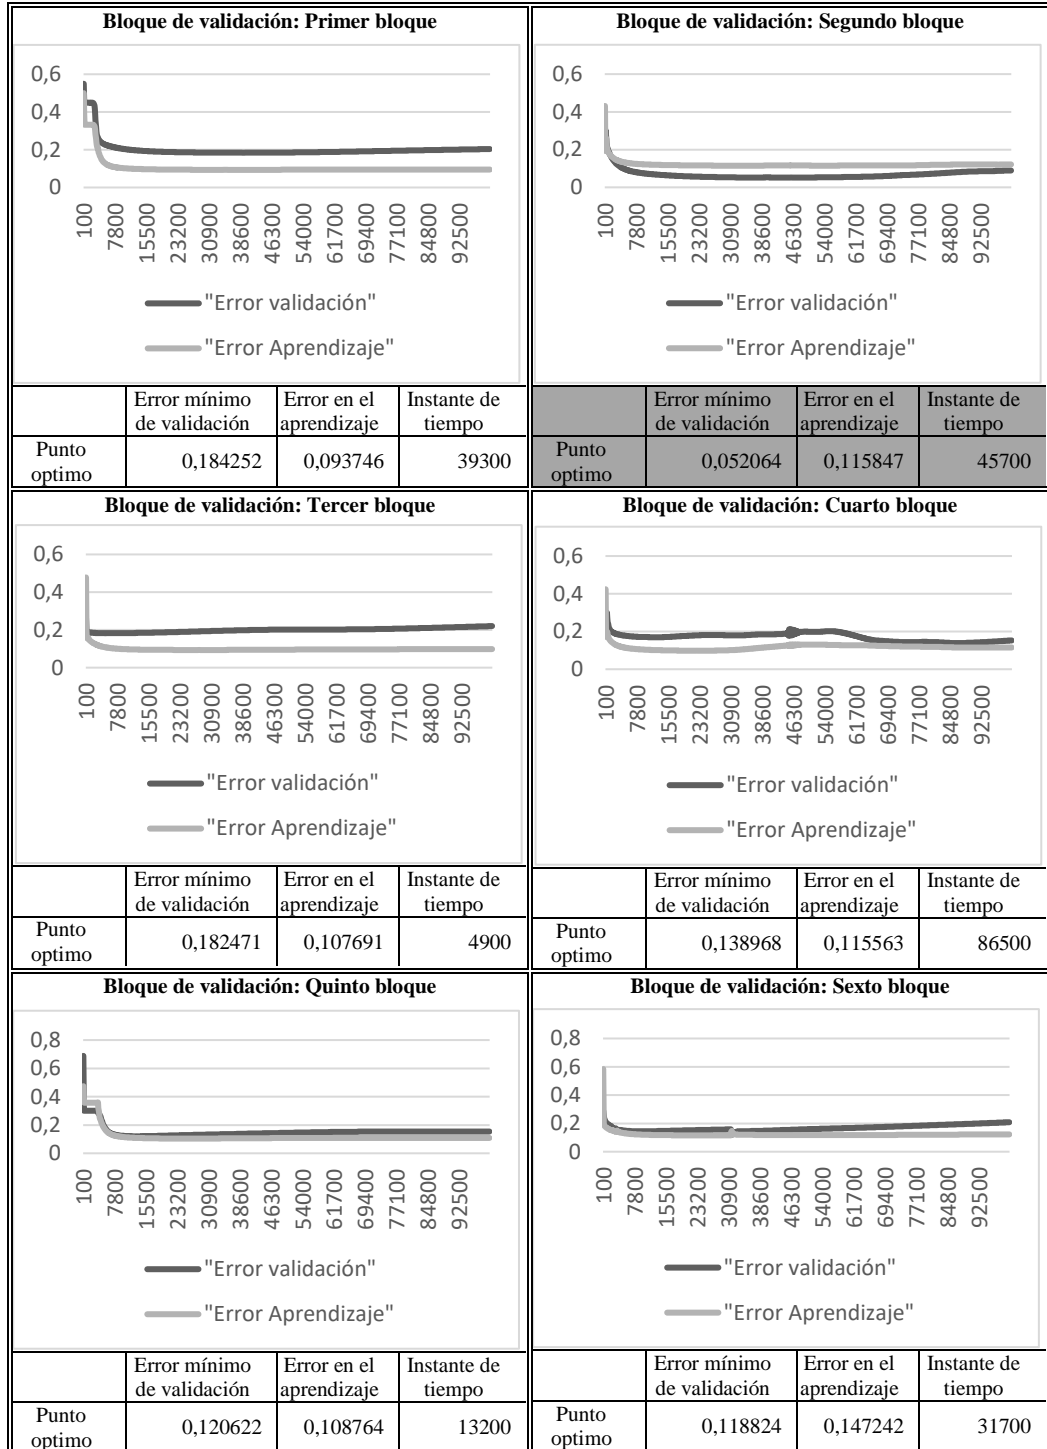 Bloque de validación: Primer bloque
0,6
0,4
0,2
0
100 7800 15500 23200 30900 38600 46300 54000 61700 69400 77100 84800 92500
"Error validación"
"Error Aprendizaje"
Error mínimo Error en el Instante de
de validación aprendizaje tiempo
Punto
optimo 0,184252 0,093746 39300
Bloque de validación: Segundo bloque
0,6
0,4
0,2
0
100 7800 15500 23200 30900 38600 46300 54000 61700 69400 77100 84800 92500
"Error validación"
"Error Aprendizaje"
Error mínimo Error en el Instante de
de validación aprendizaje tiempo
Punto
optimo 0,052064 0,115847 45700
Bloque de validación: Tercer bloque
0,6
0,4
0,2
0
100 7800 15500 23200 30900 38600 46300 54000 61700 69400 77100 84800 92500
"Error validación"
"Error Aprendizaje"
Error mínimo Error en el Instante de
de validación aprendizaje tiempo
Punto
optimo 0,182471 0,107691 4900
Bloque de validación: Cuarto bloque
0,6
0,4
0,2
0
100 7800 15500 23200 30900 38600 46300 54000 61700 69400 77100 84800 92500
"Error validación"
"Error Aprendizaje"
Error mínimo Error en el Instante de
de validación aprendizaje tiempo
Punto
optimo 0,138968 0,115563 86500
Bloque de validación: Quinto bloque
0,8
0,6
0,4
0,2
0
100 7800 15500 23200 30900 38600 46300 54000 61700 69400 77100 84800 92500
"Error validación"
"Error Aprendizaje"
Error mínimo Error en el Instante de
de validación aprendizaje tiempo
Punto
optimo 0,120622 0,108764 13200
Bloque de validación: Sexto bloque
0,8
0,6
0,4
0,2
0
100 7800 15500 23200 30900 38600 46300 54000 61700 69400 77100 84800 92500
"Error validación"
"Error Aprendizaje"
Error mínimo Error en el Instante de
de validación aprendizaje tiempo
Punto
optimo 0,118824 0,147242 31700